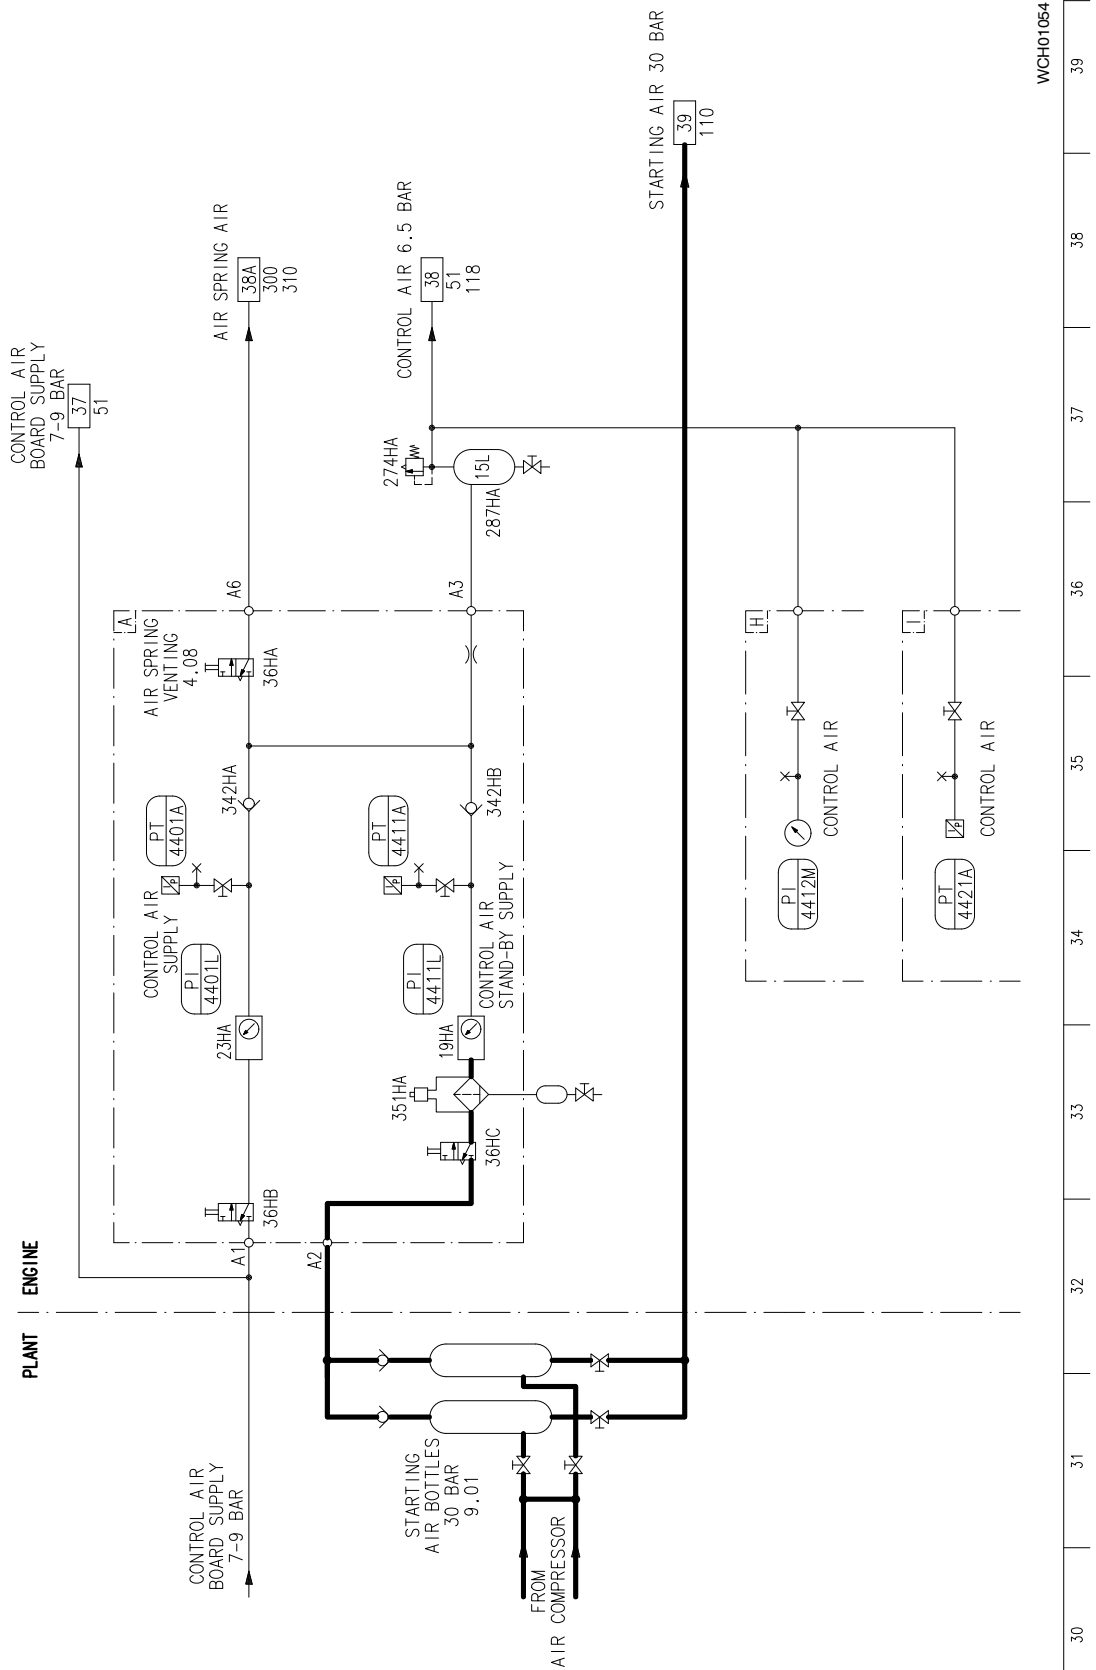 PLANT
ENGINE
CONTROL AIR
BOARD SUPPLY
7-9 BAR
CONTROL AIR
BOARD SUPPLY
7-9 BAR
37
51
A1
36HB
23HA
PI
4401L
CONTROL AIR
SUPPLY
PT
4401A
342HA
AIR SPRING
VENTING
4.08
36HA
A
A6
AIR SPRING AIR
38A
300
310
A2
36HC
351HA
19HA
PI
4411L
CONTROL AIR
STAND-BY SUPPLY
PT
4411A
342HB
A3
287HA
15L
274HA
CONTROL AIR 6.5 BAR
38
51
118
STARTING
AIR BOTTLES
30 BAR
9.01
FROM
AIR COMPRESSOR
STARTING AIR 30 BAR
39
110
PI
4412M
CONTROL AIR
H
PT
4421A
CONTROL AIR
I
WCH01054
30
31
32
33
34
35
36
37
38
39